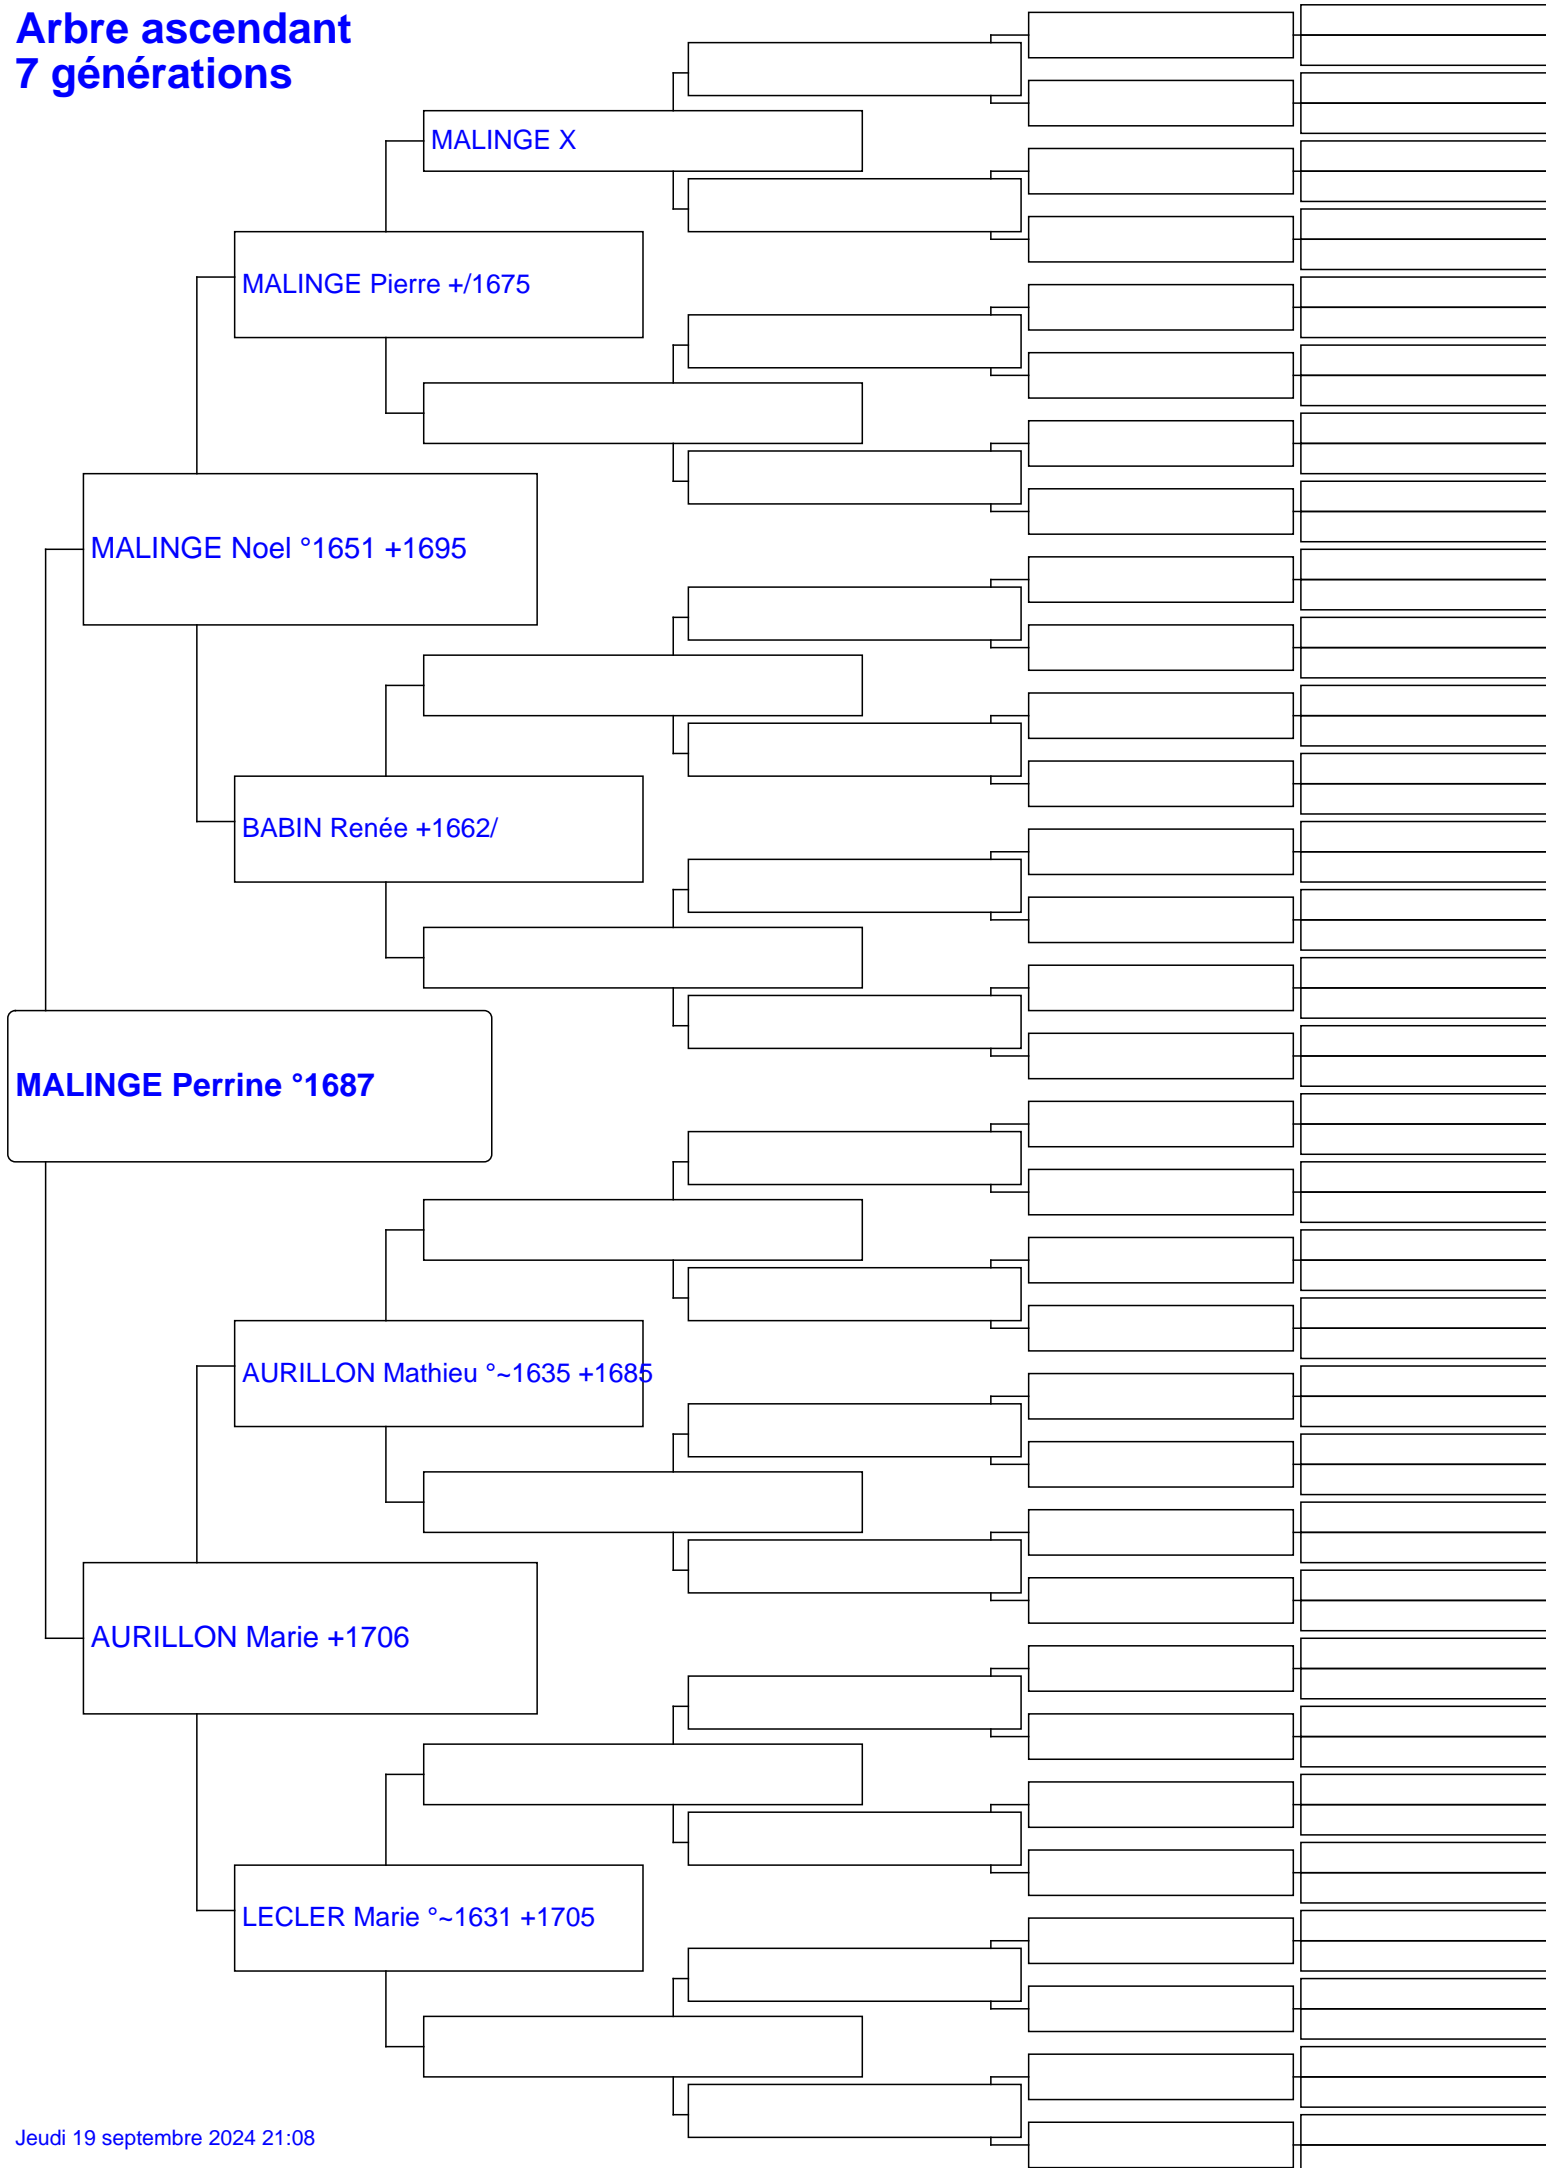 Arbre ascendant
7 générations
MALINGE X
MALINGE Pierre +/1675
MALINGE Noel °1651 +1695
BABIN Renée +1662/
MALINGE Perrine °1687
AURILLON Mathieu °~1635 +1685
AURILLON Marie +1706
LECLER Marie °~1631 +1705
Jeudi 19 septembre 2024 21:08